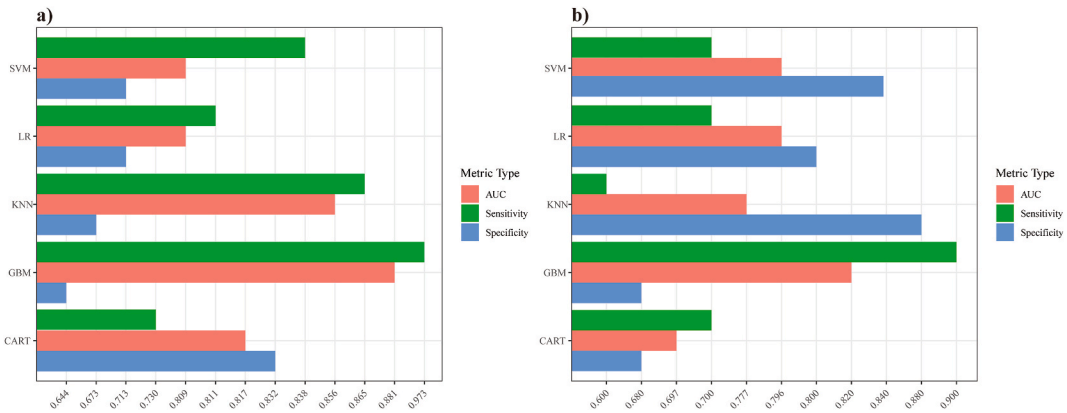 a)
SVM
LR
KNN
GBM
CART
0.644
0.673
0.713
0.730
0.809
0.811
0.817
0.832
0.838
0.856
0.865
0.881
0.973
Metric Type
AUC
Sensitivity
Specificity
b)
SVM
LR
KNN
GBM
CART
0.600
0.680
0.697
0.700
0.777
0.796
0.800
0.820
0.840
0.880
0.900
Metric Type
AUC
Sensitivity
Specificity